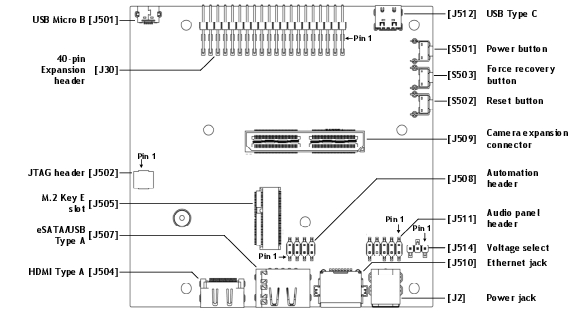 USB Micro B [J501]
[J512] USB Type C
Pin 1
[S501] Power button
40-pin
Expansion [J30]
header
[S503] Force recovery
button
[S502] Reset button
[J509] Camera expansion
connector
Pin 1
JTAG header [J502]
[J508] Automation
header
M.2 Key E
slot [J505]
[J511] Audio panel
header
Pin 1
Pin 1
eSATA/USB
Type A [J507]
[J514] Voltage select
Pin 1
[J510] Ethernet jack
HDMI Type A [J504]
[J2] Power jack